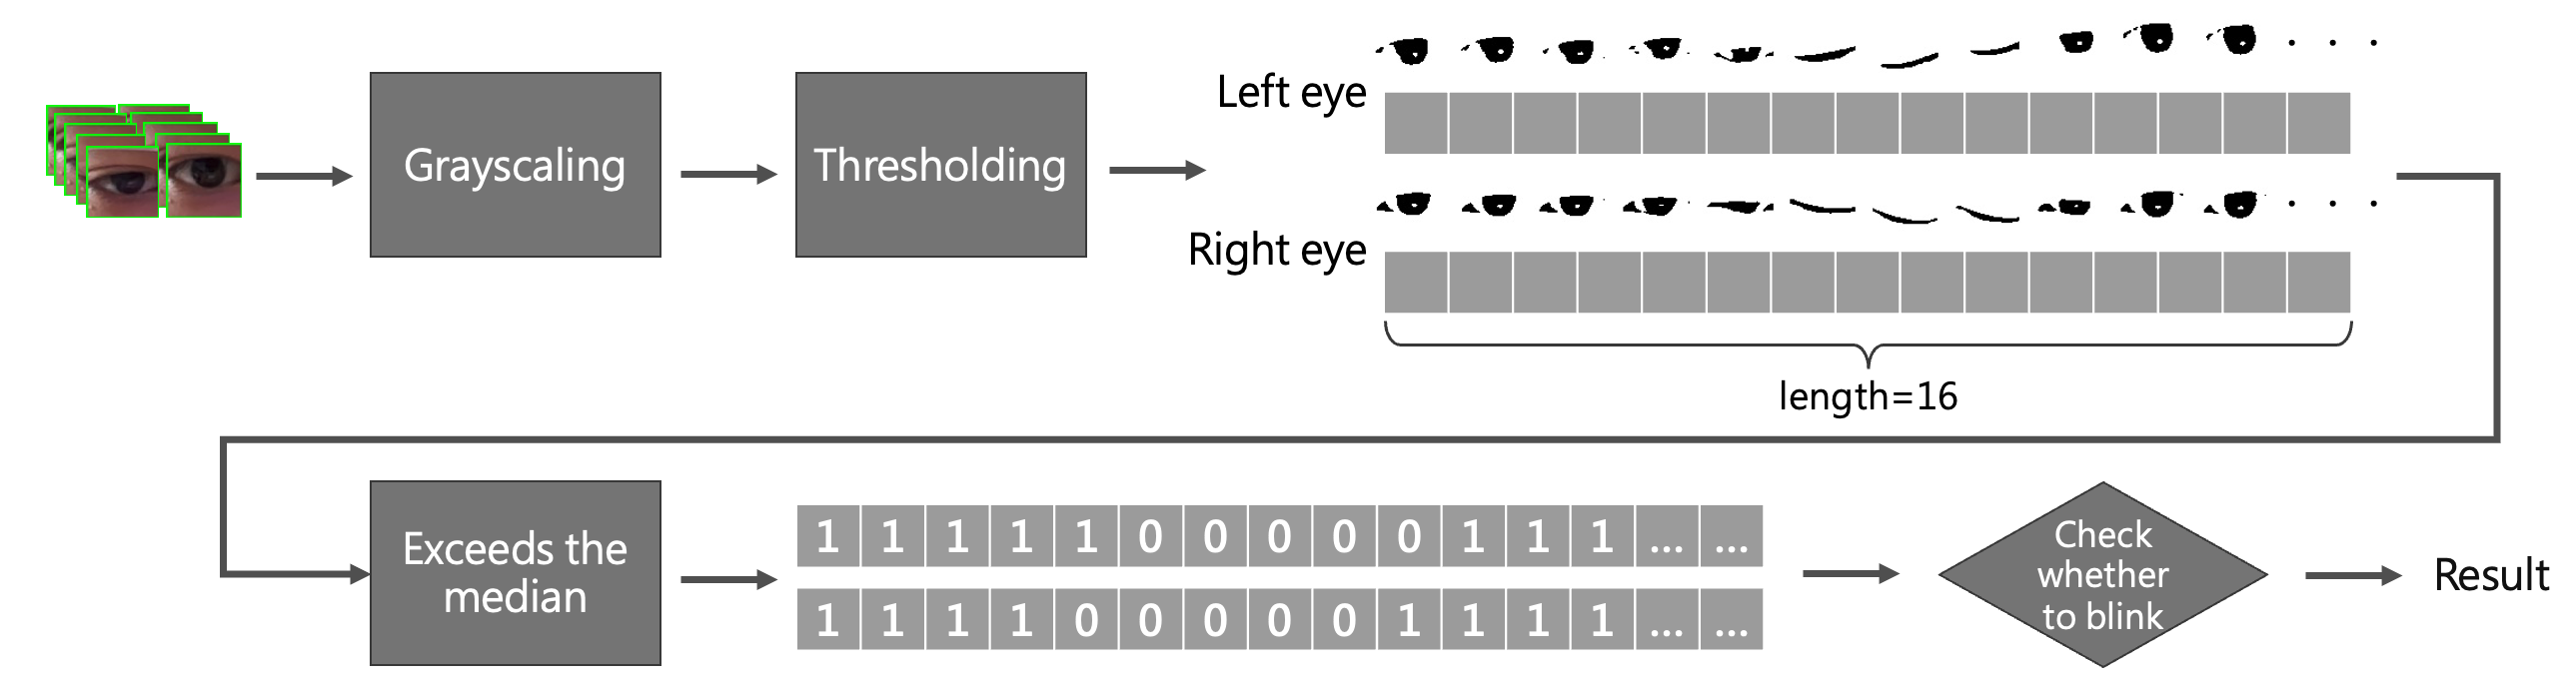 Grayscaling
Thresholding
Left eye
. . .
Right eye
. . .
length=16
Exceeds the
median
1 1 1 1 1 0 0 0 0 0 1 1 1 ... ...
1 1 1 1 0 0 0 0 0 1 1 1 1 ... ...
Check
whether
to blink
Result